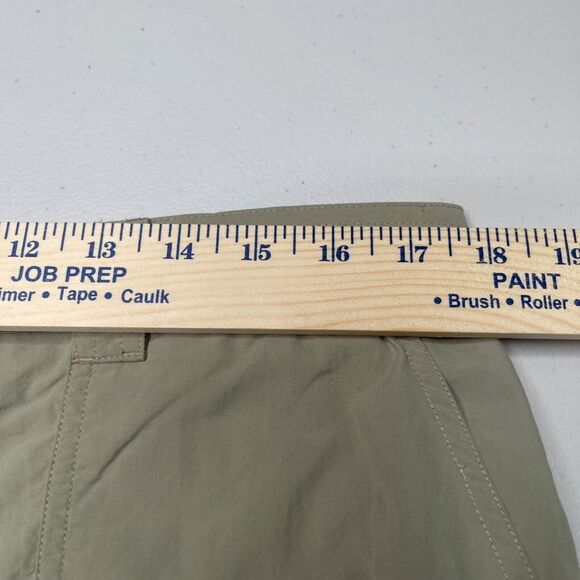 12 13 14 15 16 17 18 19
JOB PREP PAINT
imer • Tape • Caulk • Brush • Roller •